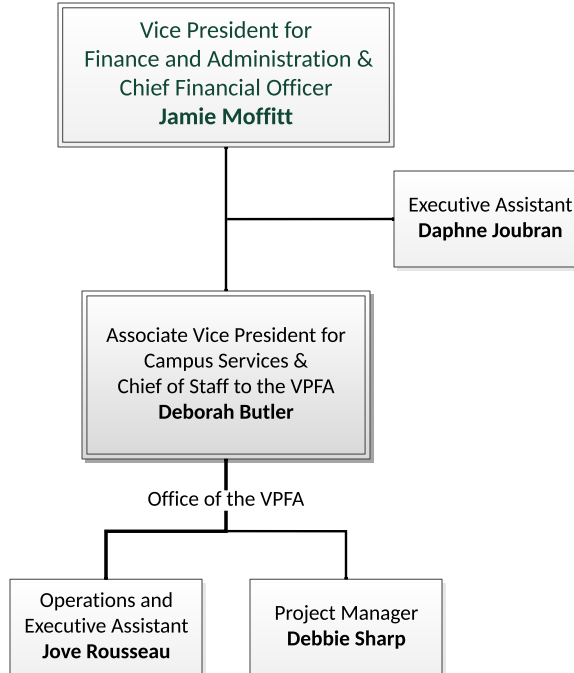 Vice President for
Finance and Administration &
Chief Financial Officer
Jamie Moffitt
Executive Assistant
Daphne Joubran
Associate Vice President for
Campus Services &
Chief of Staff to the VPFA
Deborah Butler
Office of the VPFA
Operations and
Executive Assistant
Jove Rousseau
Project Manager
Debbie Sharp